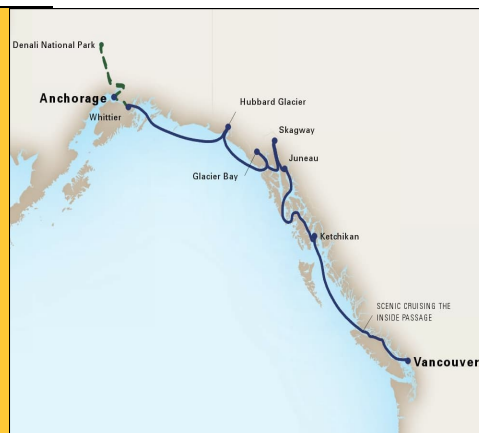 Denali National Park
Anchorage
Whittier
Hubbard Glacier
Skagway
Juneau
Glacier Bay
Ketchikan
SCENIC CRUISING THE
INSIDE PASSAGE
Vancouver